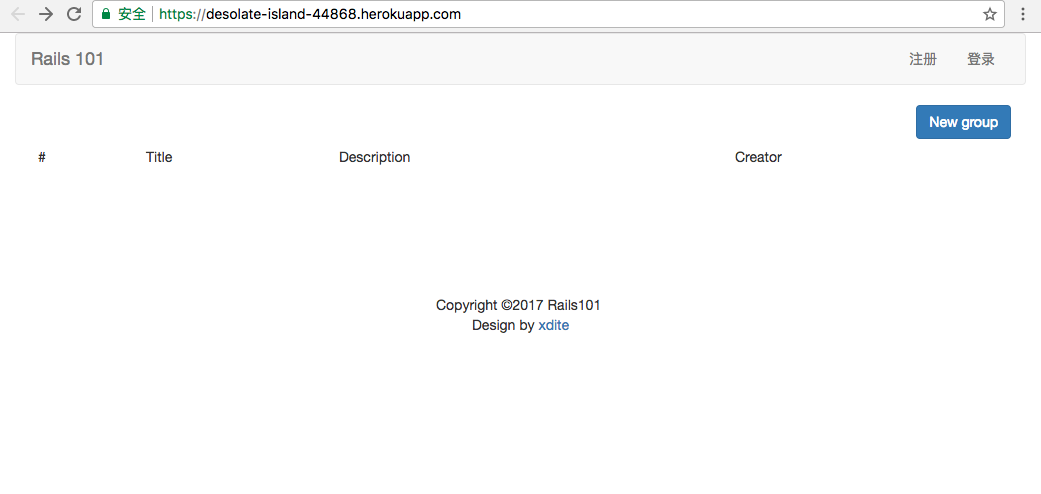 安全 https://desolate-island-44868.herokuapp.com
Rails 101 注册 登录
New group
# Title Description Creator
Copyright ©2017 Rails101
Design by xdite